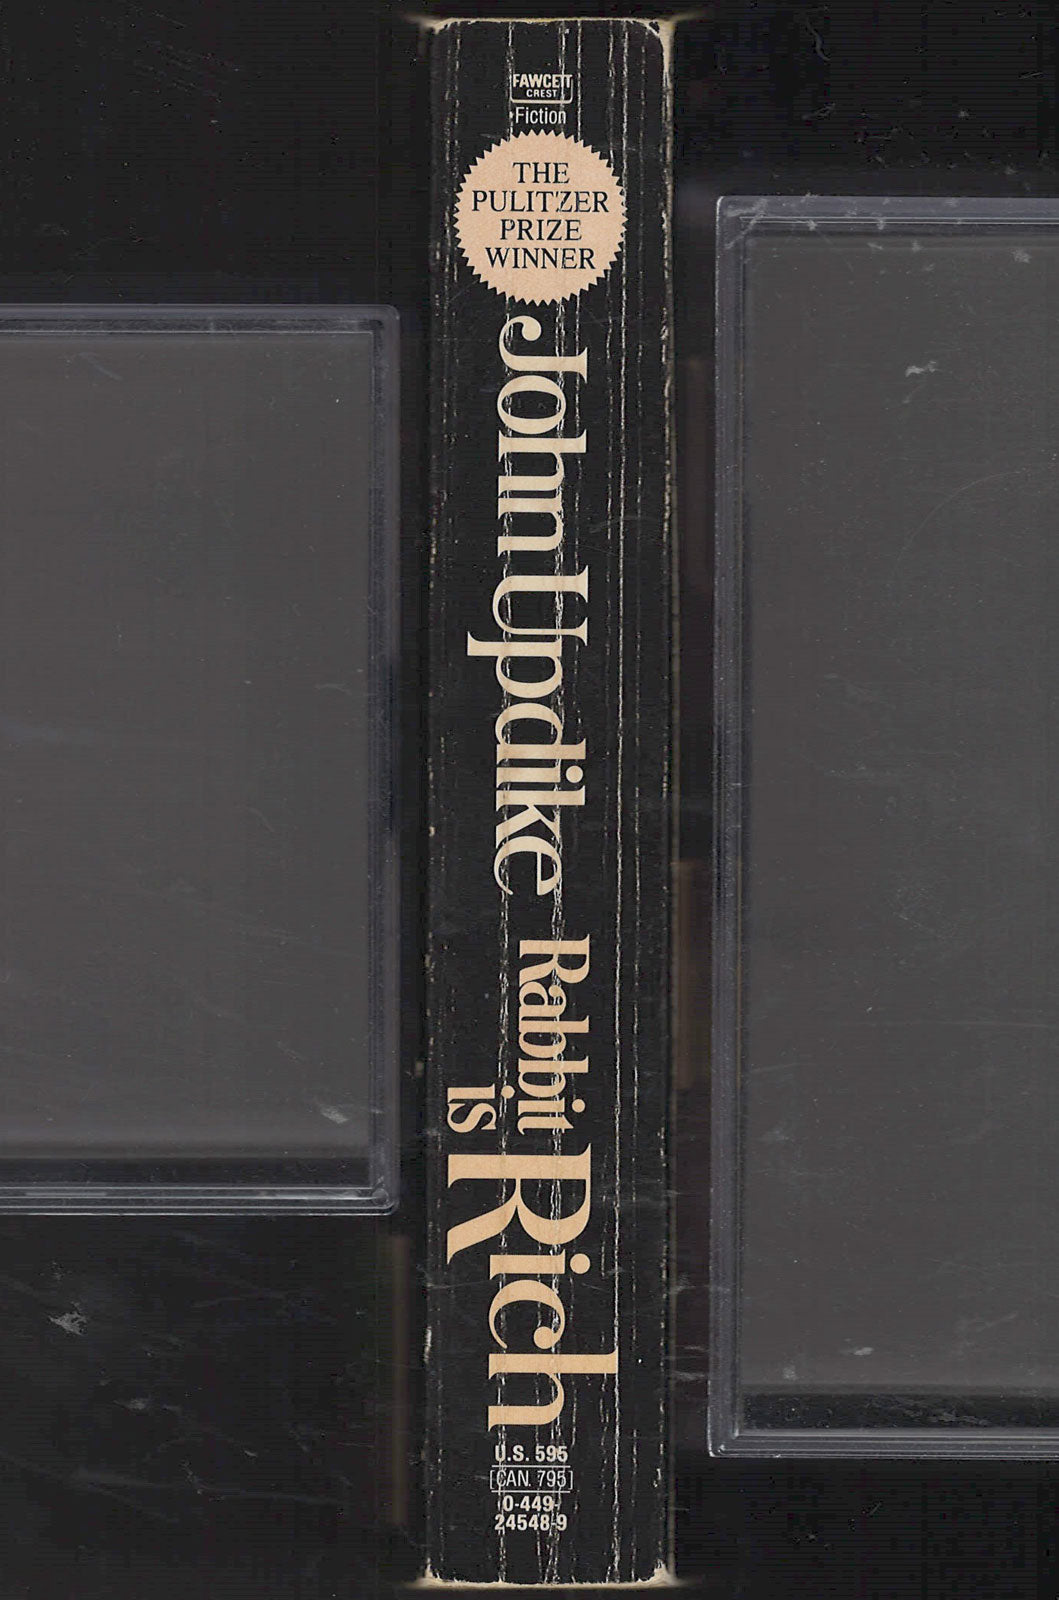 FAWCETT
CREST
Fiction
THE
PULITZER
PRIZE
WINNER
John Updike
Rabbit
is
Rich
U.S. 595
CAN. 795
0-449-
24548-9